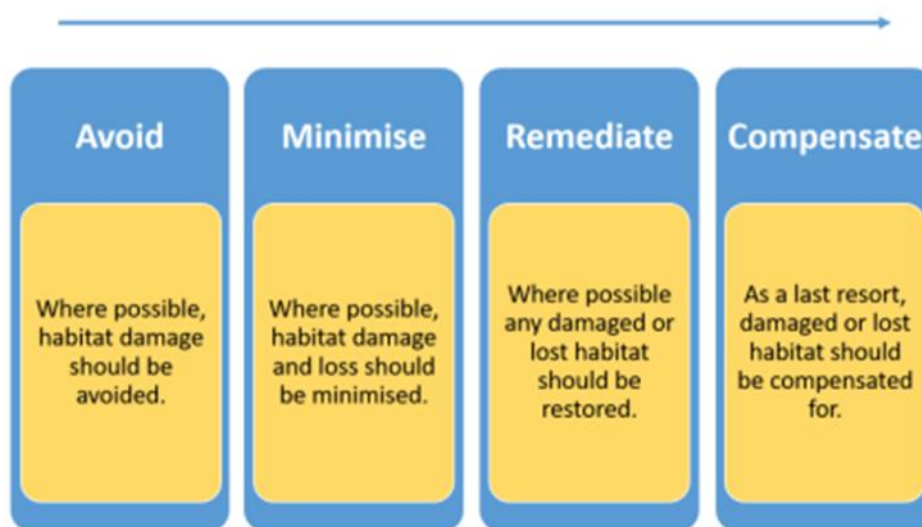 Avoid
Where possible,
habitat damage
should be
avoided.
Minimise
Where possible,
habitat damage
and loss should
be minimised.
Remediate
Where possible
any damaged or
lost habitat
should be
restored.
Compensate
As a last resort,
damaged or lost
habitat should
be compensated
for.